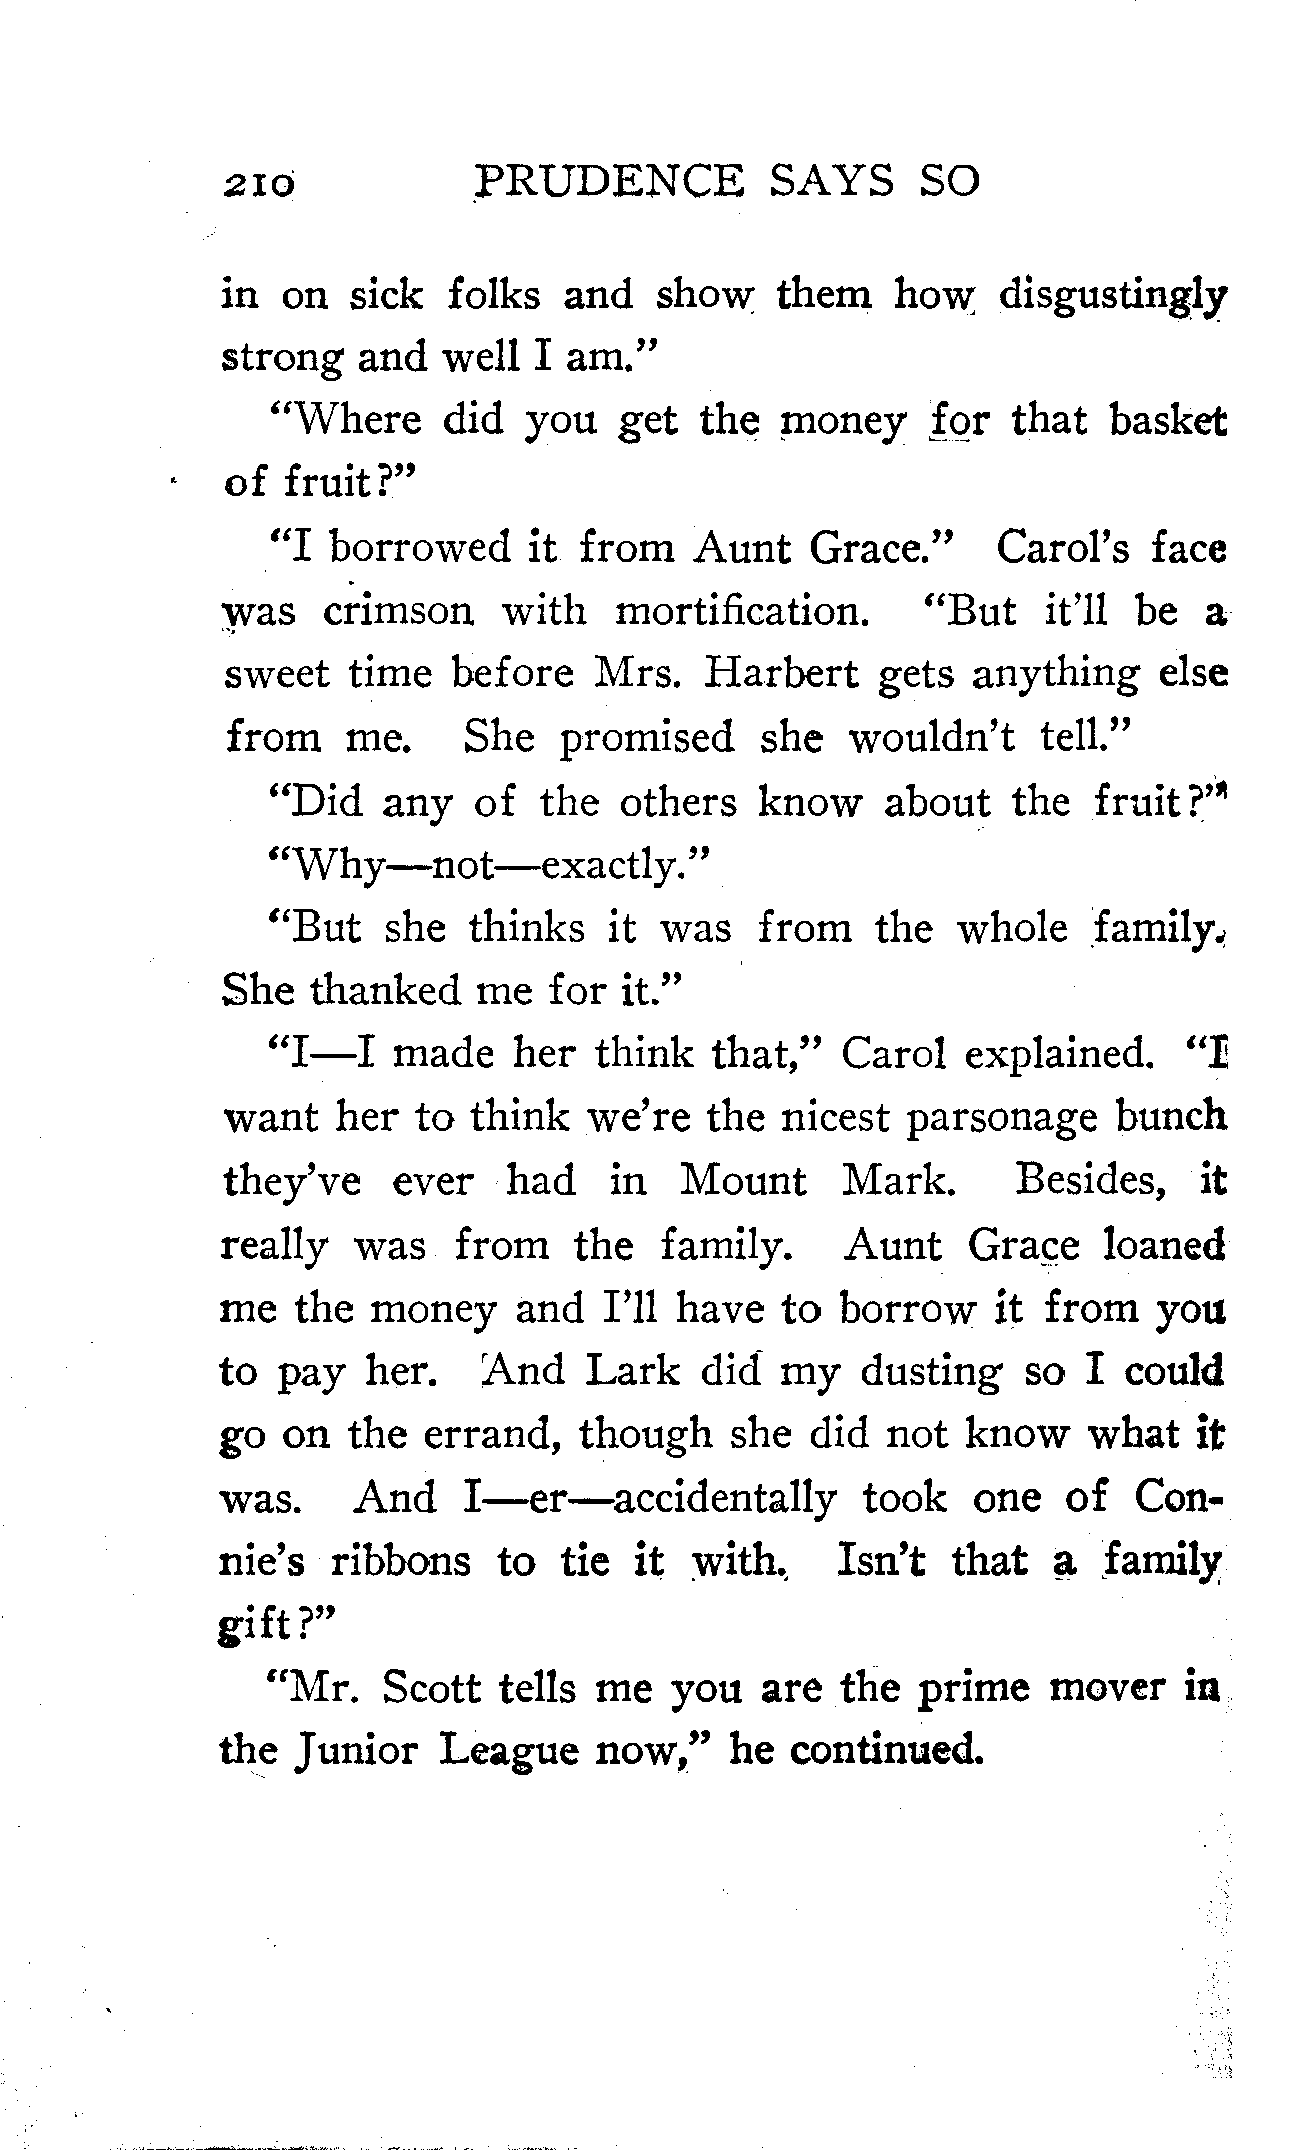 210 PRUDENCE SAYS SO
in on sick folks and show them how disgustingly
strong and well I am."
"Where did you get the money for that basket
of fruit?"
"I borrowed it from Aunt Grace." Carol's face
was crimson with mortification. "But it'll be a
sweet time before Mrs. Harbert gets anything else
from me. She promised she wouldn't tell."
"Did any of the others know about the fruit?"
"Why—not—exactly."
"But she thinks it was from the whole family.
She thanked me for it."
"I—I made her think that," Carol explained. "I
want her to think we're the nicest parsonage bunch
they've ever had in Mount Mark. Besides, it
really was from the family. Aunt Grace loaned
me the money and I'll have to borrow it from you
to pay her. And Lark did my dusting so I could
go on the errand, though she did not know what it
was. And I—er—accidentally took one of Con-
nie's ribbons to tie it with. Isn't that a family
gift?"
"Mr. Scott tells me you are the prime mover in
the Junior League now," he continued.